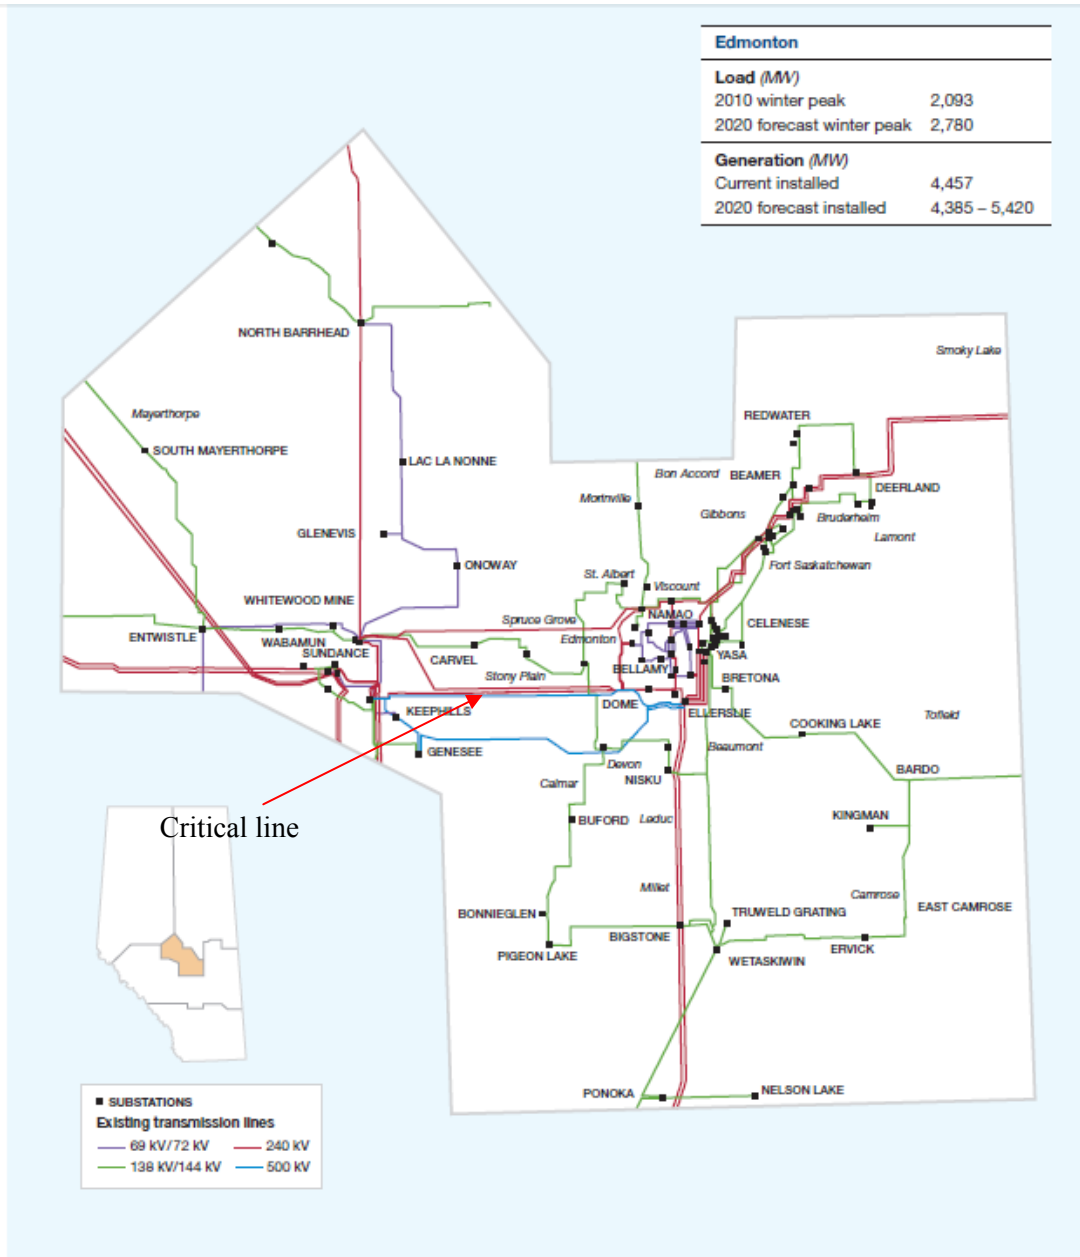 Edmonton
Load (MW)
2010 winter peak 2,093
2020 forecast winter peak 2,780
Generation (MW)
Current installed 4,457
2020 forecast installed 4,385 – 5,420
NORTH BARRHEAD
Smoky Lake
Mayerthorpe
REDWATER
SOUTH MAYERTHORPE
LAC LA NONNE
Bon Accord
BEAMER
DEERLAND
Morinville
Gibbons
Bruderheim
GLENEVIS
Lamont
ONOWAY
Fort Saskatchewan
St. Albert
Viscount
WHITEWOOD MINE
Spruce Grove
NAMAO
CELENESE
ENTWISTLE
WABAMUN
Edmonton
SUNDANCE
CARVEL
YASA
BELLAMY
Stony Plain
BRETONA
KEEPHILLS
DOME
ELLERSLIE
Tofield
COOKING LAKE
GENESEE
Beaumont
Devon
BARDO
Calmar
NISKU
Critical line
BUFORD
Leduc
KINGMAN
Millet
Camrose
BONNIEGLEN
TRUWELD GRATING
EAST CAMROSE
BIGSTONE
PIGEON LAKE
ERVICK
WETASKIWIN
PONOKA
NELSON LAKE
SUBSTATIONS
Existing transmission lines
69 kV/72 kV 240 kV
138 kV/144 kV 500 kV